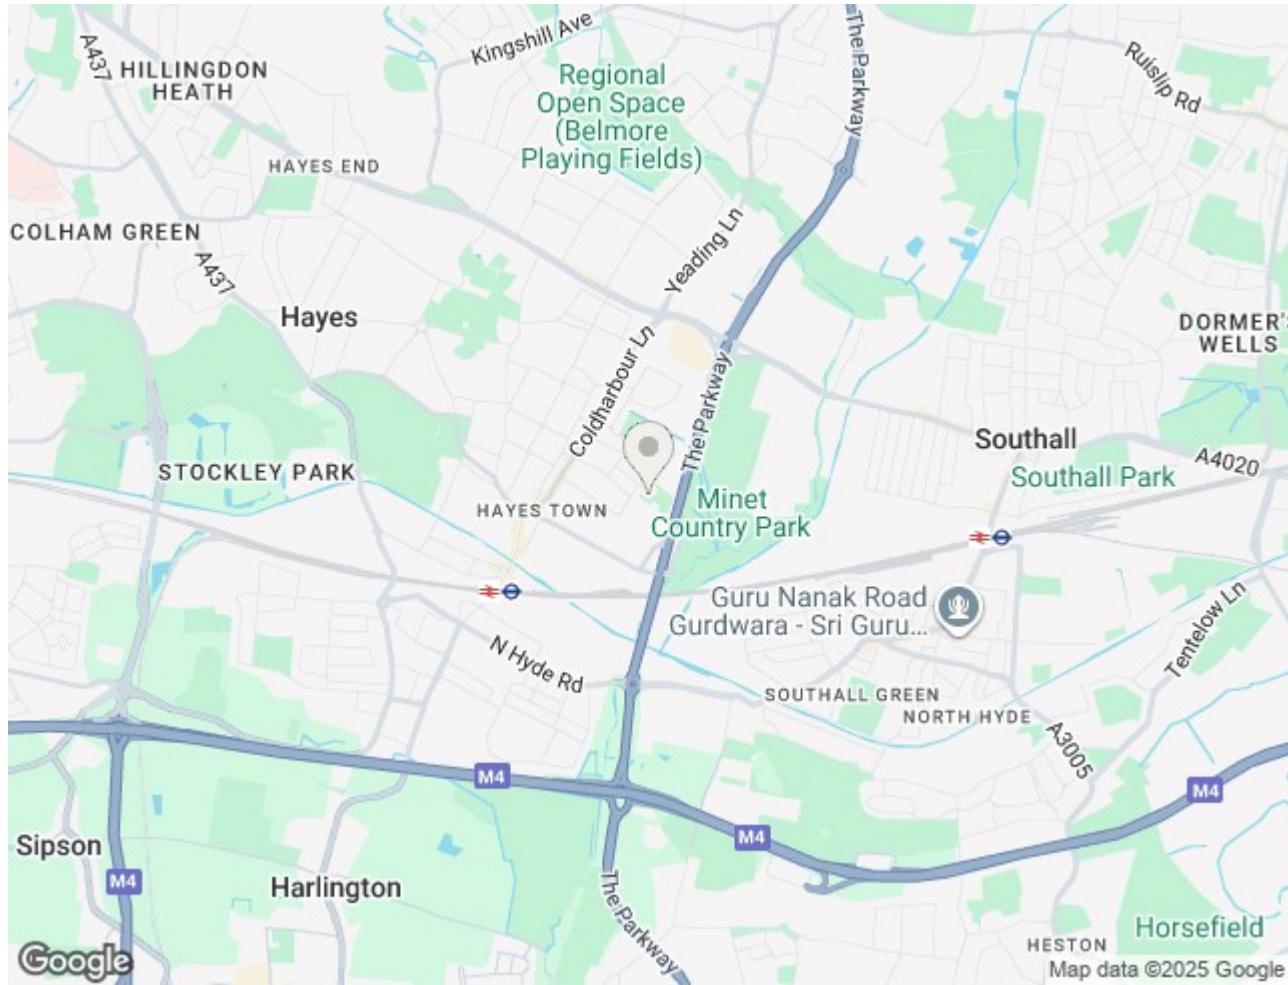 Kingshill Ave
The Parkway
A437
HILLINGDON
HEATH
Regional
Open Space
(Belmore
Playing Fields)
Ruislip Rd
HAYES END
COLHAM GREEN
A437
Yeading Ln
Hayes
DORMER'S
WELLS
Coldharbour Ln
The Parkway
Southall
A4020
STOCKLEY PARK
Southall Park
HAYES TOWN
Minet
Country Park
Guru Nanak Road
Gurdwara - Sri Guru...
Tentelow Ln
N Hyde Rd
SOUTHALL GREEN
NORTH HYDE
A3005
M4
M4
M4
Sipson
M4
Harlington
The Parkway
Horsefield
HESTON
Google
Map data ©2025 Google